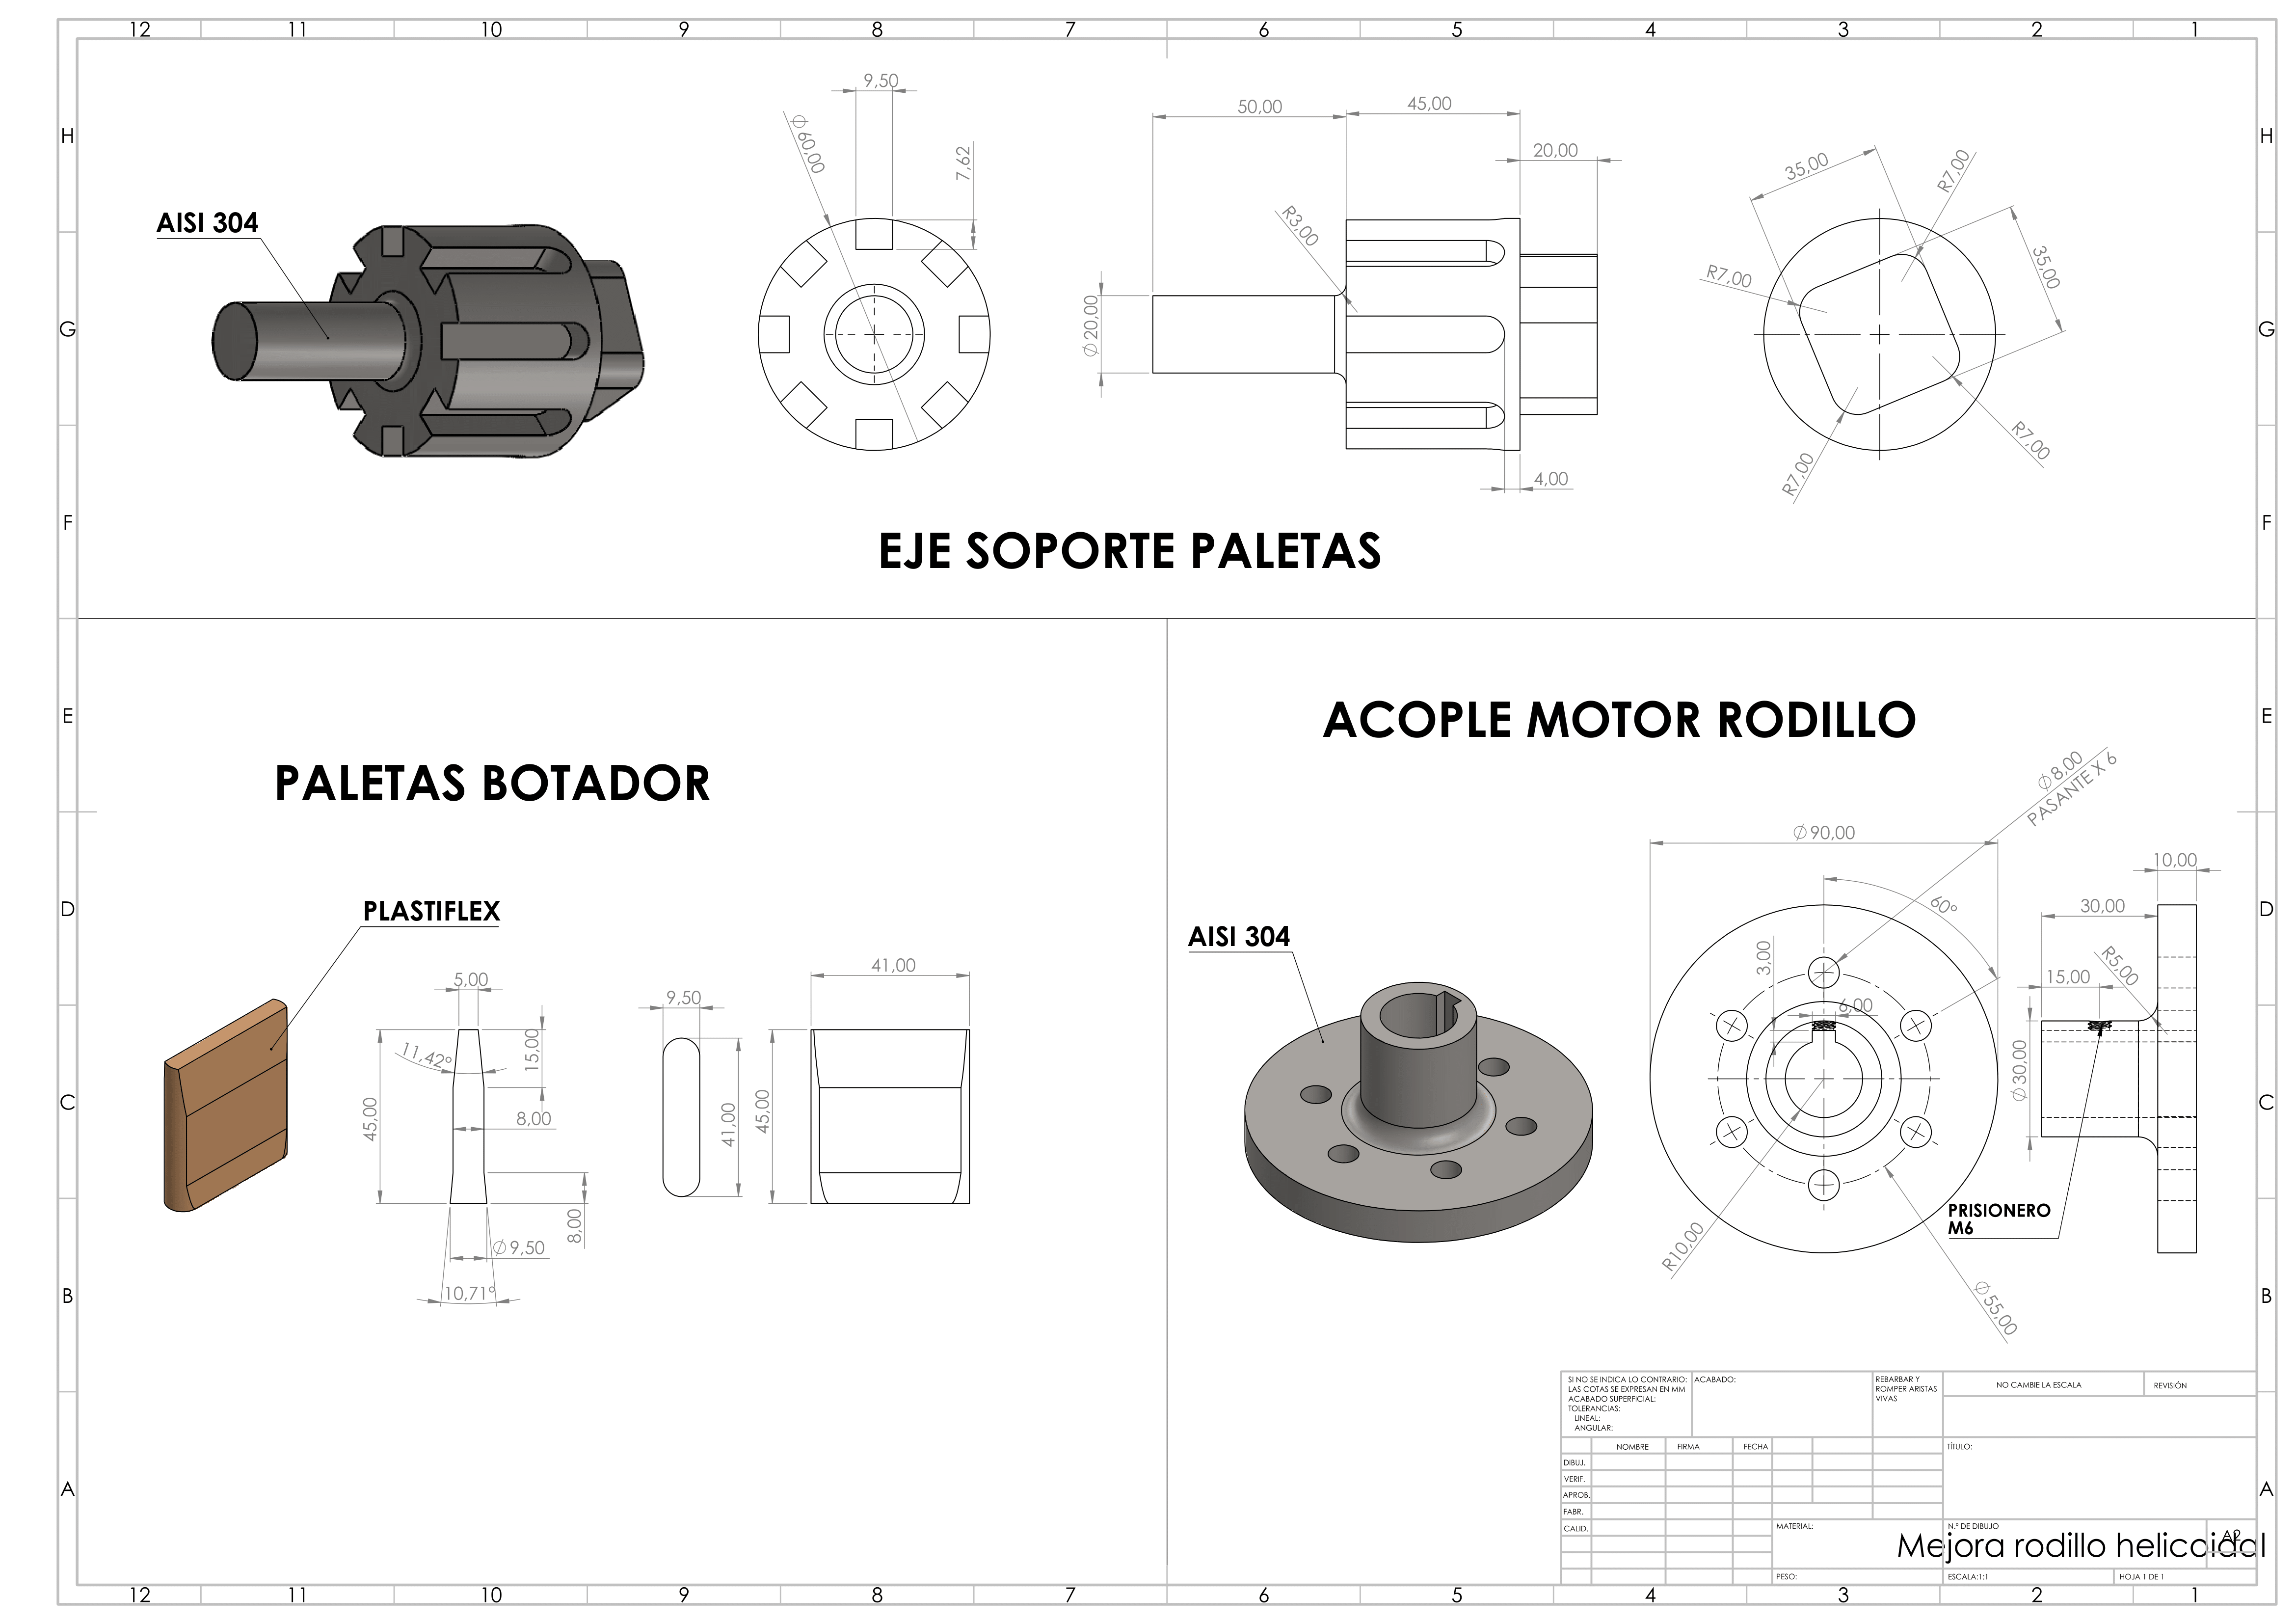 12 11 10 9 8 7 6 5 4 3 2 1
H H
G G
F F
E E
D D
C C
B B
A A
AISI 304
9,50
∅60,00
7,62
50,00
45,00
20,00
R3,00
∅20,00
4,00
35,00
R7,00
35,00
R7,00
R7,00
R7,00
EJE SOPORTE PALETAS
PALETAS BOTADOR
PLASTIFLEX
5,00
15,00
11,42°
45,00
8,00
8,00
∅9,50
10,71°
9,50
41,00
41,00
45,00
ACOPLE MOTOR RODILLO
AISI 304
∅8,00
PASANTE X 6
∅90,00
60°
3,00
6,00
R10,00
∅55,00
10,00
30,00
15,00
R5,00
∅30,00
PRISIONERO
M6
SI NO SE INDICA LO CONTRARIO:
LAS COTAS SE EXPRESAN EN MM
ACABADO SUPERFICIAL:
TOLERANCIAS:
LINEAL:
ANGULAR:
ACABADO:
REBARBAR Y
ROMPER ARISTAS
VIVAS
NO CAMBIE LA ESCALA
REVISIÓN
NOMBRE FIRMA FECHA
TÍTULO:
DIBUJ.
VERIF.
APROB.
FABR.
CALID.
MATERIAL:
N.º DE DIBUJO
A2
Mejora rodillo helicoidal
PESO:
ESCALA:1:1
HOJA 1 DE 1
12 11 10 9 8 7 6 5 4 3 2 1